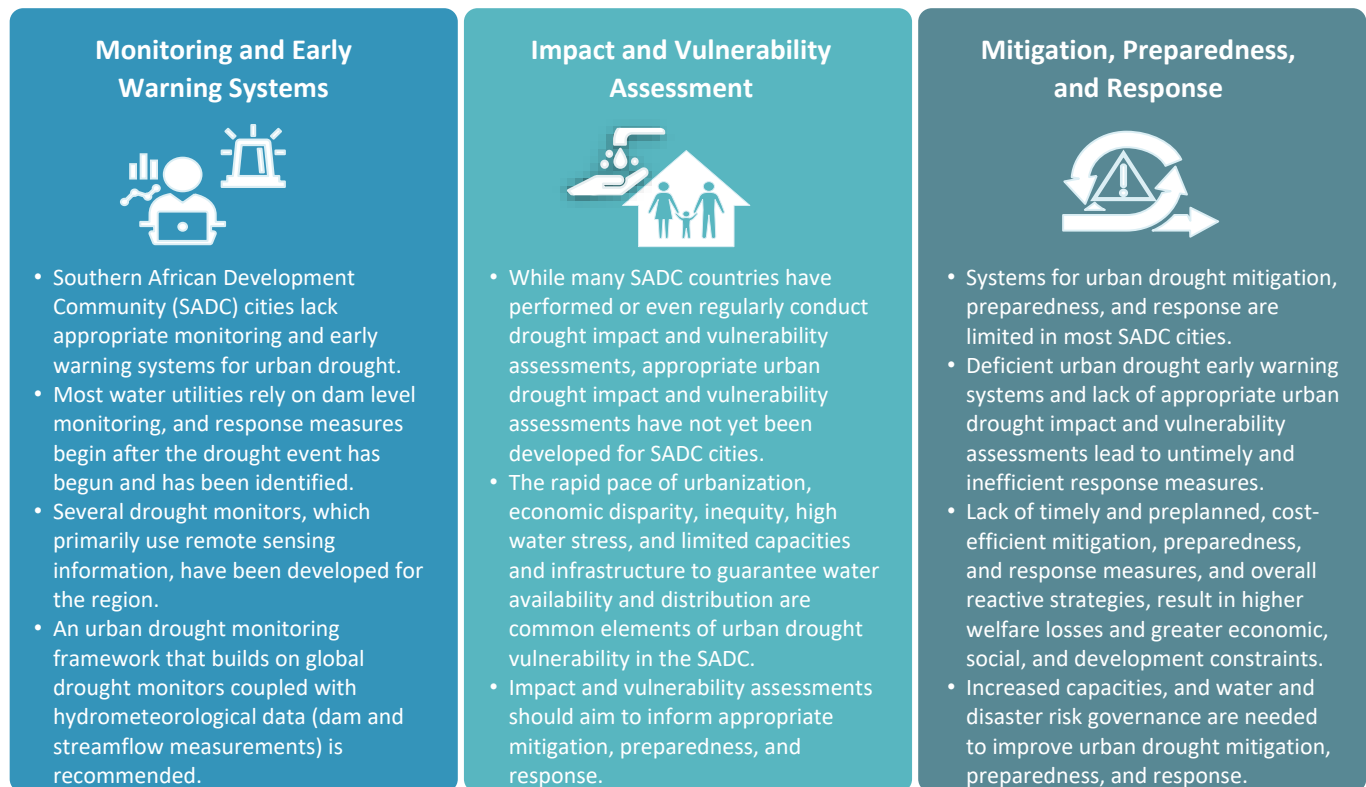 Monitoring and Early
Warning Systems
• Southern African Development
Community (SADC) cities lack
appropriate monitoring and early
warning systems for urban drought.
• Most water utilities rely on dam level
monitoring, and response measures
begin after the drought event has
begun and has been identified.
• Several drought monitors, which
primarily use remote sensing
information, have been developed for
the region.
• An urban drought monitoring
framework that builds on global
drought monitors coupled with
hydrometeorological data (dam and
streamflow measurements) is
recommended.
Impact and Vulnerability
Assessment
• While many SADC countries have
performed or even regularly conduct
drought impact and vulnerability
assessments, appropriate urban
drought impact and vulnerability
assessments have not yet been
developed for SADC cities.
• The rapid pace of urbanization,
economic disparity, inequity, high
water stress, and limited capacities
and infrastructure to guarantee water
availability and distribution are
common elements of urban drought
vulnerability in the SADC.
• Impact and vulnerability assessments
should aim to inform appropriate
mitigation, preparedness, and
response.
Mitigation, Preparedness,
and Response
• Systems for urban drought mitigation,
preparedness, and response are
limited in most SADC cities.
• Deficient urban drought early warning
systems and lack of appropriate urban
drought impact and vulnerability
assessments lead to untimely and
inefficient response measures.
• Lack of timely and preplanned, cost-
efficient mitigation, preparedness,
and response measures, and overall
reactive strategies, result in higher
welfare losses and greater economic,
social, and development constraints.
• Increased capacities, and water and
disaster risk governance are needed
to improve urban drought mitigation,
preparedness, and response.